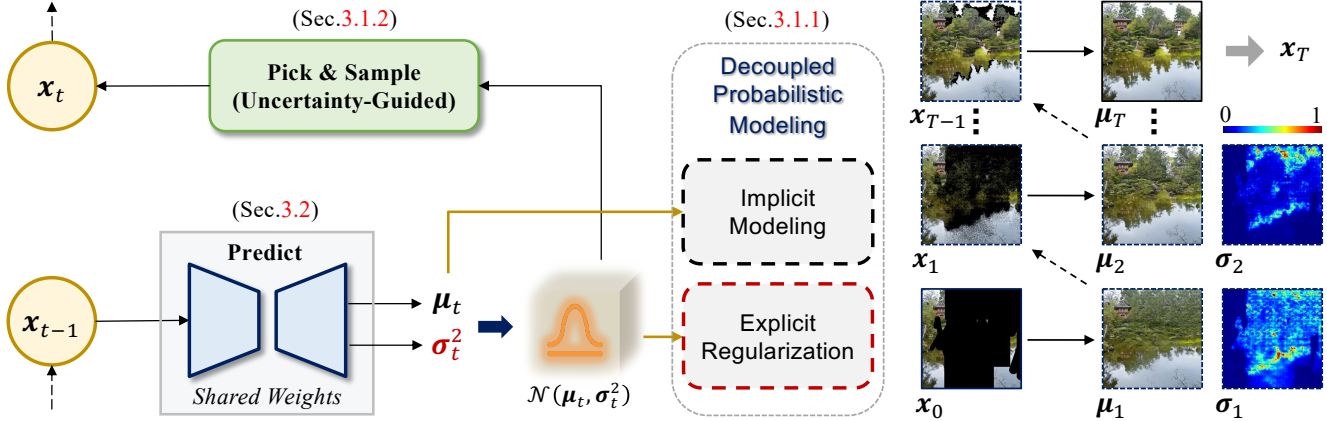 (Sec.3.1.2)
Pick & Sample
(Uncertainty-Guided)
x_t
(Sec.3.2)
Predict
x_{t−1}
Shared Weights
μ_t
σ_t^2
𝒩(μ_t, σ_t^2)
(Sec.3.1.1)
Decoupled
Probabilistic
Modeling
Implicit
Modeling
Explicit
Regularization
x_T
x_{T−1}
μ_T
0 1
x_1
μ_2
σ_2
x_0
μ_1
σ_1